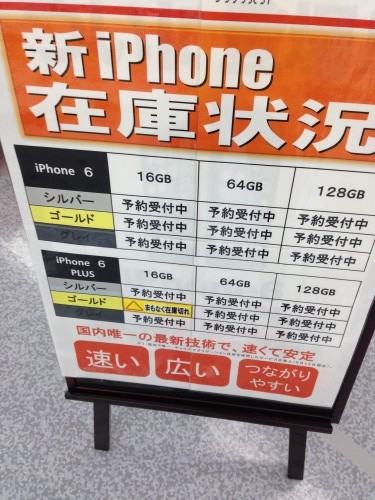 新iPhone
在庫状況
iPhone 6 16GB 64GB 128GB
シルバー 予約受付中 予約受付中 予約受付中
ゴールド 予約受付中 予約受付中 予約受付中
グレイ 予約受付中 予約受付中 予約受付中
iPhone 6 PLUS 16GB 64GB 128GB
シルバー 予約受付中 予約受付中 予約受付中
ゴールド まもなく在庫切れ 予約受付中 予約受付中
グレイ 予約受付中 予約受付中 予約受付中
国内唯一の最新技術で、速くて安定
速い 広い つながりやすい